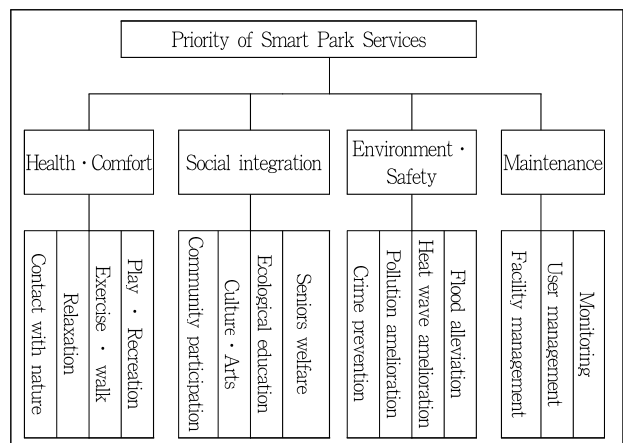 Priority of Smart Park Services
Health・Comfort
Social integration
Environment・
Safety
Maintenance
Contact with nature
Relaxation
Exercise・walk
Play・Recreation
Community participation
Culture・Arts
Ecological education
Seniors welfare
Crime prevention
Pollution amelioration
Heat wave amelioration
Flood alleviation
Facility management
User management
Monitoring